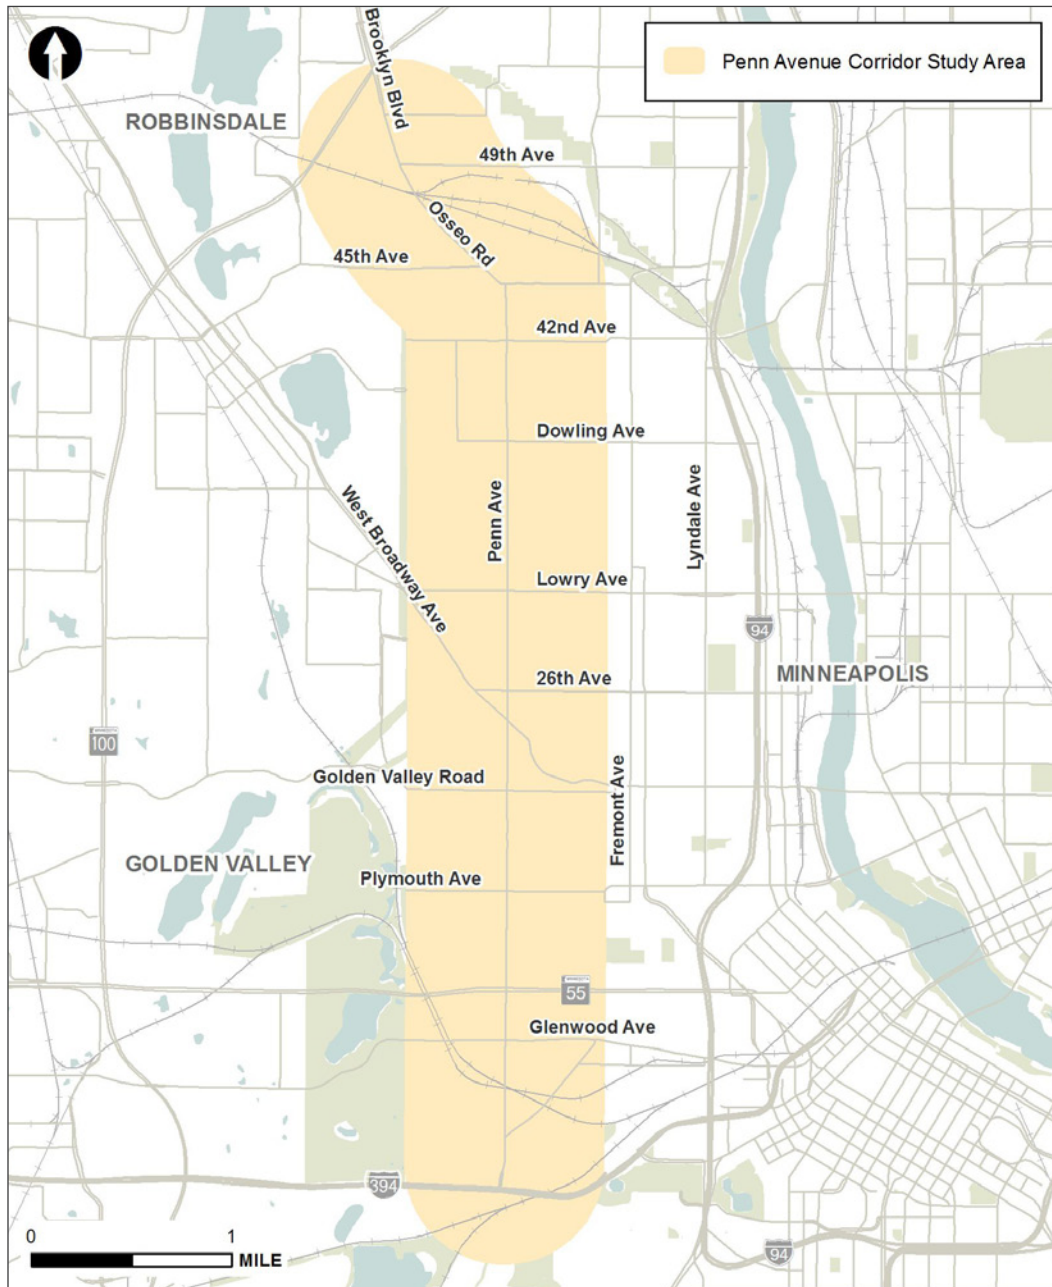 Brooklyn Blvd
Penn Avenue Corridor Study Area
ROBBINSDALE
49th Ave
Osseo Rd
45th Ave
42nd Ave
Dowling Ave
West Broadway Ave
Penn Ave
Lyndale Ave
Lowry Ave
94
MINNEAPOLIS
26th Ave
MINNESOTA
100
Golden Valley Road
Fremont Ave
GOLDEN VALLEY
Plymouth Ave
MINNESOTA
55
Glenwood Ave
394
0 1
MILE
94